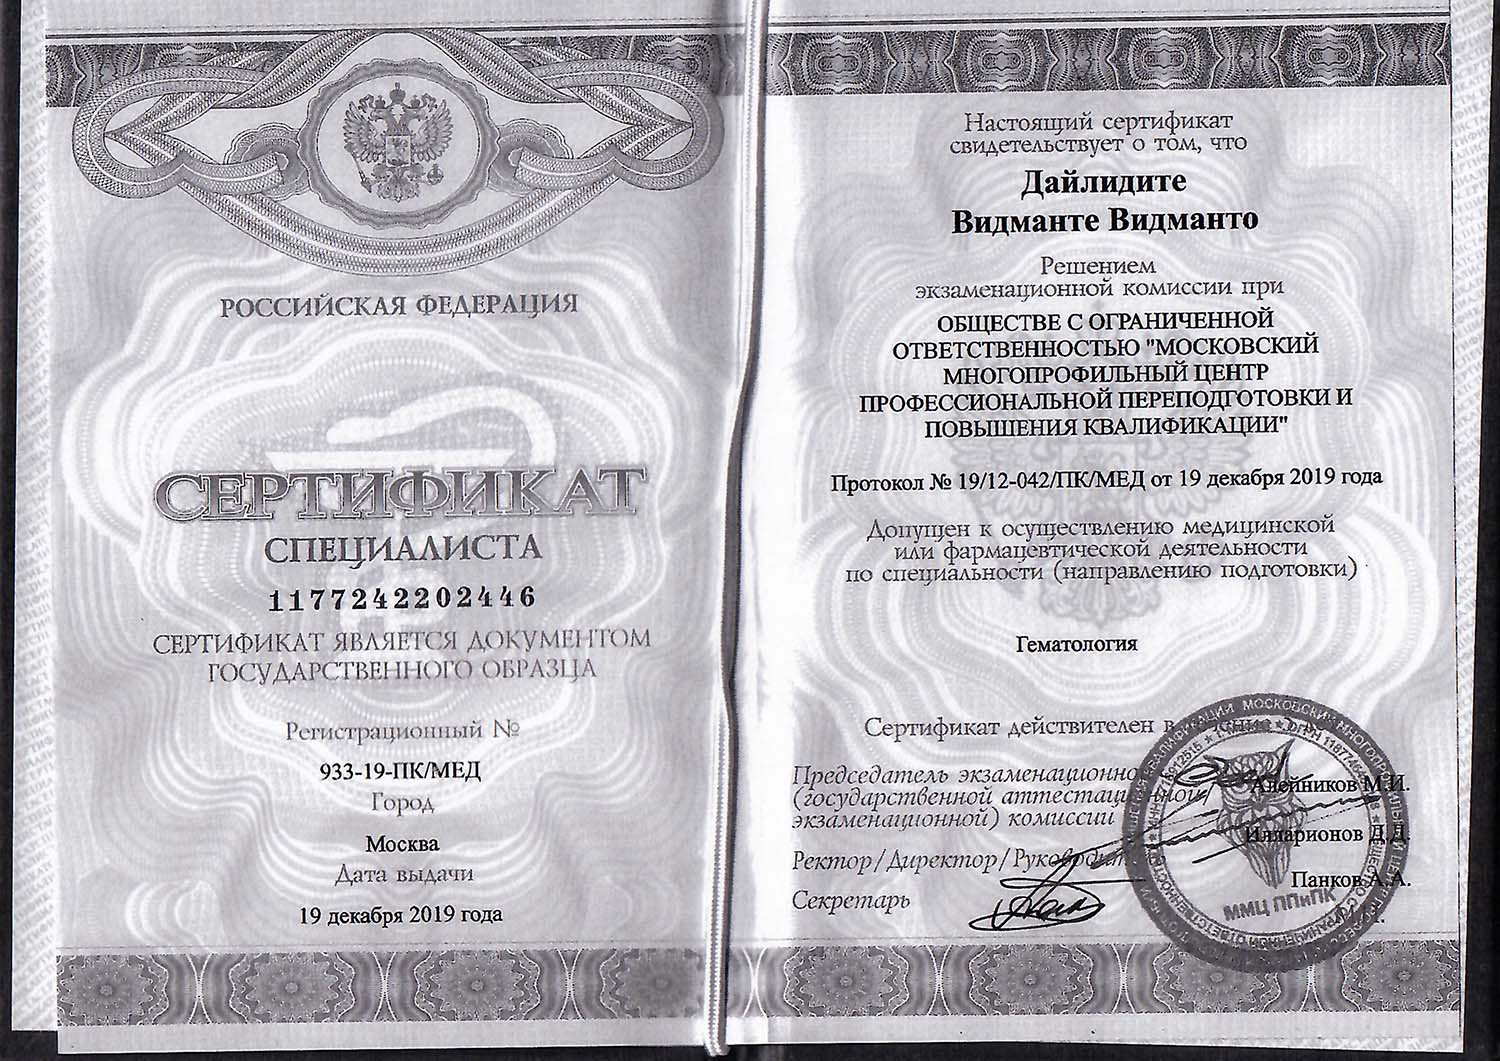 РОССИЙСКАЯ ФЕДЕРАЦИЯ
СЕРТИФИКАТ
СПЕЦИАЛИСТА
1177242202446
СЕРТИФИКАТ ЯВЛЯЕТСЯ ДОКУМЕНТОМ
ГОСУДАРСТВЕННОГО ОБРАЗЦА
Регистрационный №
933-19-ПК/МЕД
Город
Москва
Дата выдачи
19 декабря 2019 года
Настоящий сертификат
свидетельствует о том, что
Дайлидите
Видманте Видманто
Решением
экзаменационной комиссии при
ОБЩЕСТВЕ С ОГРАНИЧЕННОЙ
ОТВЕТСТВЕННОСТЬЮ "МОСКОВСКИЙ
МНОГОПРОФИЛЬНЫЙ ЦЕНТР
ПРОФЕССИОНАЛЬНОЙ ПЕРЕПОДГОТОВКИ И
ПОВЫШЕНИЯ КВАЛИФИКАЦИИ"
Протокол № 19/12-042/ПК/МЕД от 19 декабря 2019 года
Допущен к осуществлению медицинской
или фармацевтической деятельности
по специальности (направлению подготовки)
Гематология
Сертификат действителен в
Председатель экзаменационной
(государственной аттестационной/
экзаменационной) комиссии
Алейников М.И.
Ректор/Директор/Руководитель
Илларионов Д.Д.
Секретарь
Панков А.А.
ММЦ ППиПК